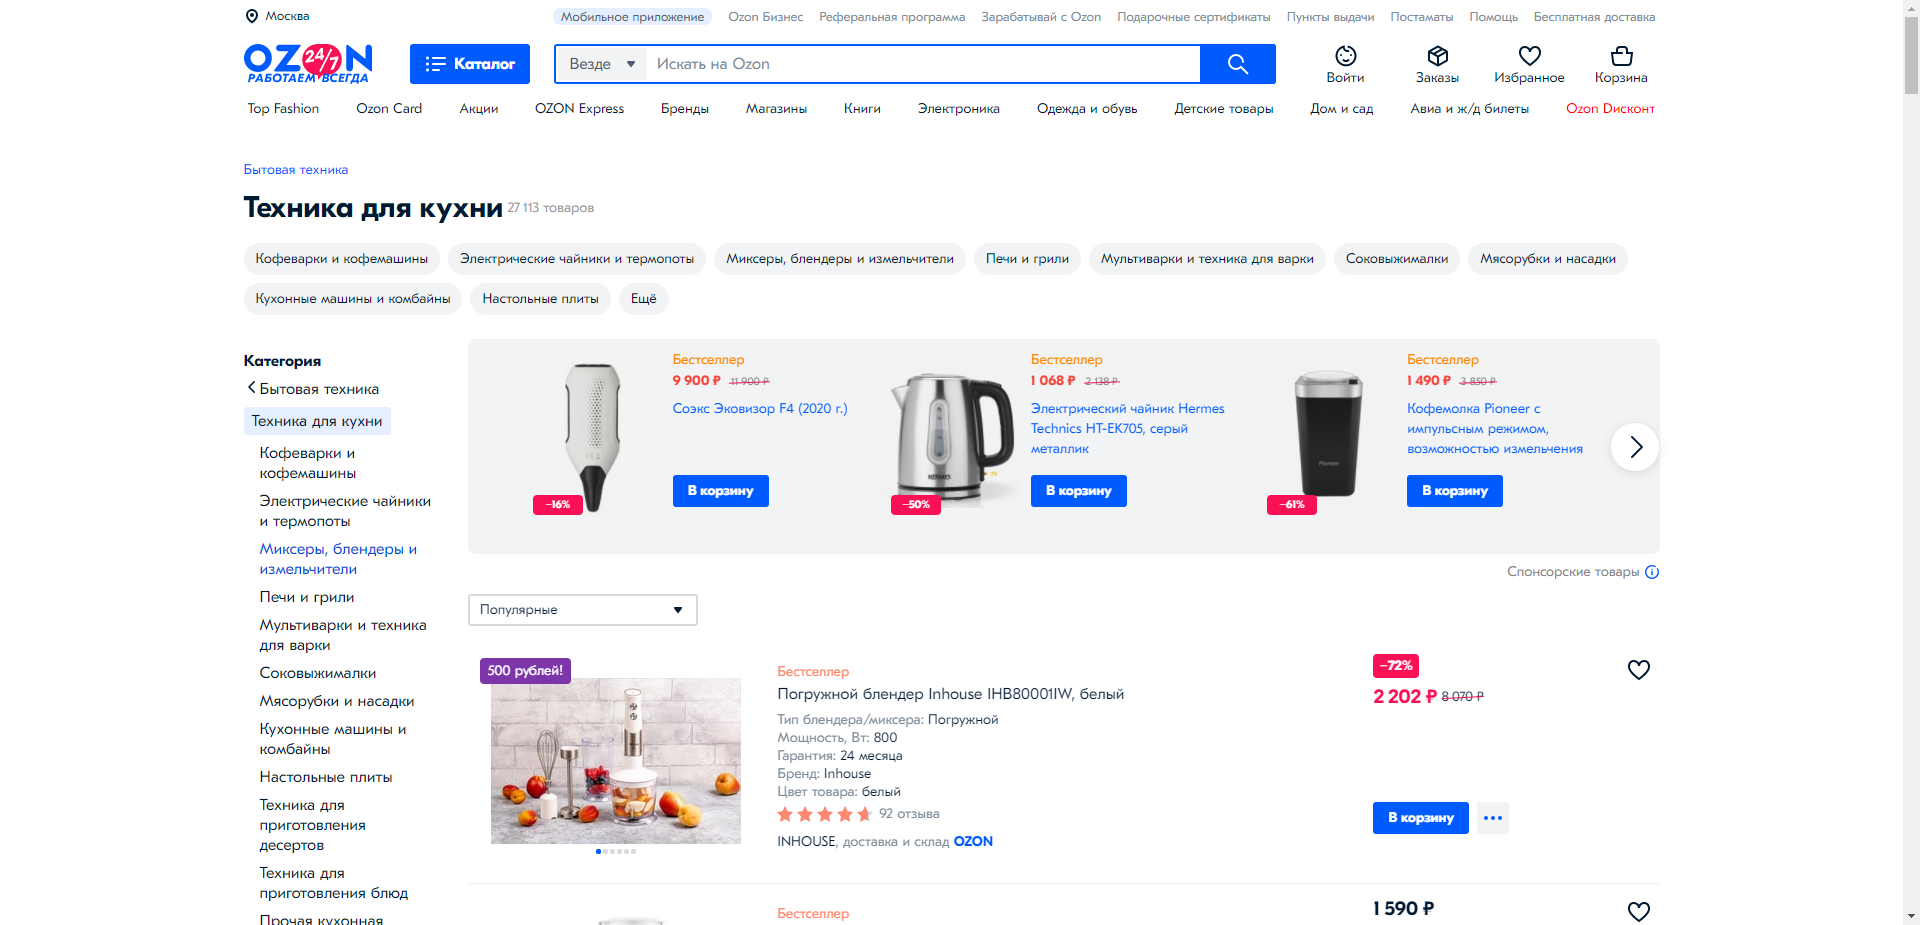 Москва
Мобильное приложение Ozon Бизнес Реферальная программа Зарабатывай с Ozon Подарочные сертификаты Пункты выдачи Постаматы Помощь Бесплатная доставка
OZON 24/7
РАБОТАЕМ ВСЕГДА
Каталог
Везде Искать на Ozon
Войти Заказы Избранное Корзина
Top Fashion Ozon Card Акции OZON Express Бренды Магазины Книги Электроника Одежда и обувь Детские товары Дом и сад Авиа и ж/д билеты Ozon Dисконт
Бытовая техника
Техника для кухни 27 113 товаров
Кофеварки и кофемашины Электрические чайники и термопоты Миксеры, блендеры и измельчители Печи и грили Мультиварки и техника для варки Соковыжималки Мясорубки и насадки
Кухонные машины и комбайны Настольные плиты Ещё
Категория
Бытовая техника
Техника для кухни
Кофеварки и
кофемашины
Электрические чайники
и термопоты
Миксеры, блендеры и
измельчители
Печи и грили
Мультиварки и техника
для варки
Соковыжималки
Мясорубки и насадки
Кухонные машины и
комбайны
Настольные плиты
Техника для
приготовления
десертов
Техника для
приготовления блюд
Прочая кухонная
Бестселлер
9 900 ₽ 11 900 ₽
Соэкс Эковизор F4 (2020 г.)
В корзину
−16%
Бестселлер
1 068 ₽ 2 138 ₽
Электрический чайник Hermes
Technics HT-EK705, серый
металлик
В корзину
HERMES
−50%
Бестселлер
1 490 ₽ 3 850 ₽
Кофемолка Pioneer с
импульсным режимом,
возможностью измельчения
В корзину
Pioneer
−61%
Спонсорские товары
Популярные
500 рублей!
Бестселлер
Погружной блендер Inhouse IHB80001IW, белый
Тип блендера/миксера: Погружной
Мощность, Вт: 800
Гарантия: 24 месяца
Бренд: Inhouse
Цвет товара: белый
92 отзыва
INHOUSE, доставка и склад OZON
−72%
2 202 ₽ 8 070 ₽
В корзину
Бестселлер
1 590 ₽